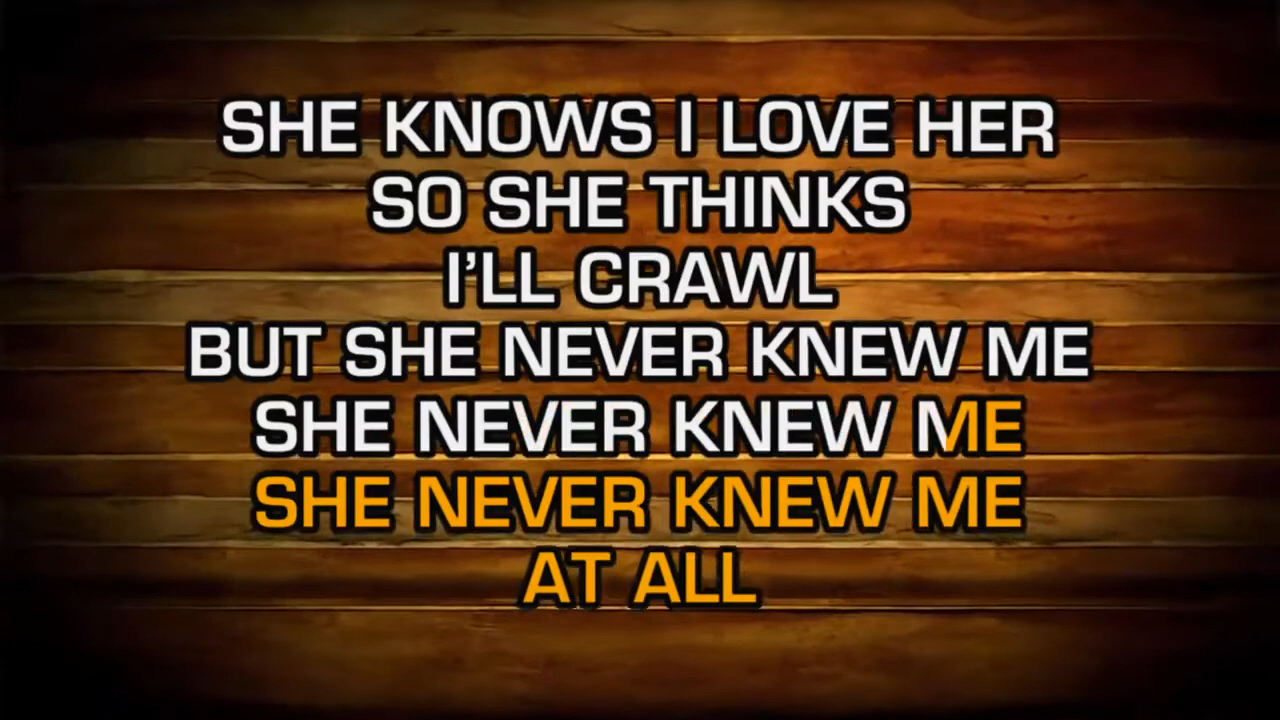 SHE KNOWS I LOVE HER
SO SHE THINKS
I'LL CRAWL
BUT SHE NEVER KNEW ME
SHE NEVER KNEW ME
SHE NEVER KNEW ME
AT ALL